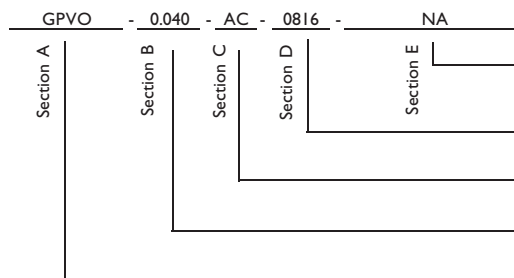 GPVO - 0.040 - AC - 0816 - NA
Section A
Section B
Section C
Section D
Section E